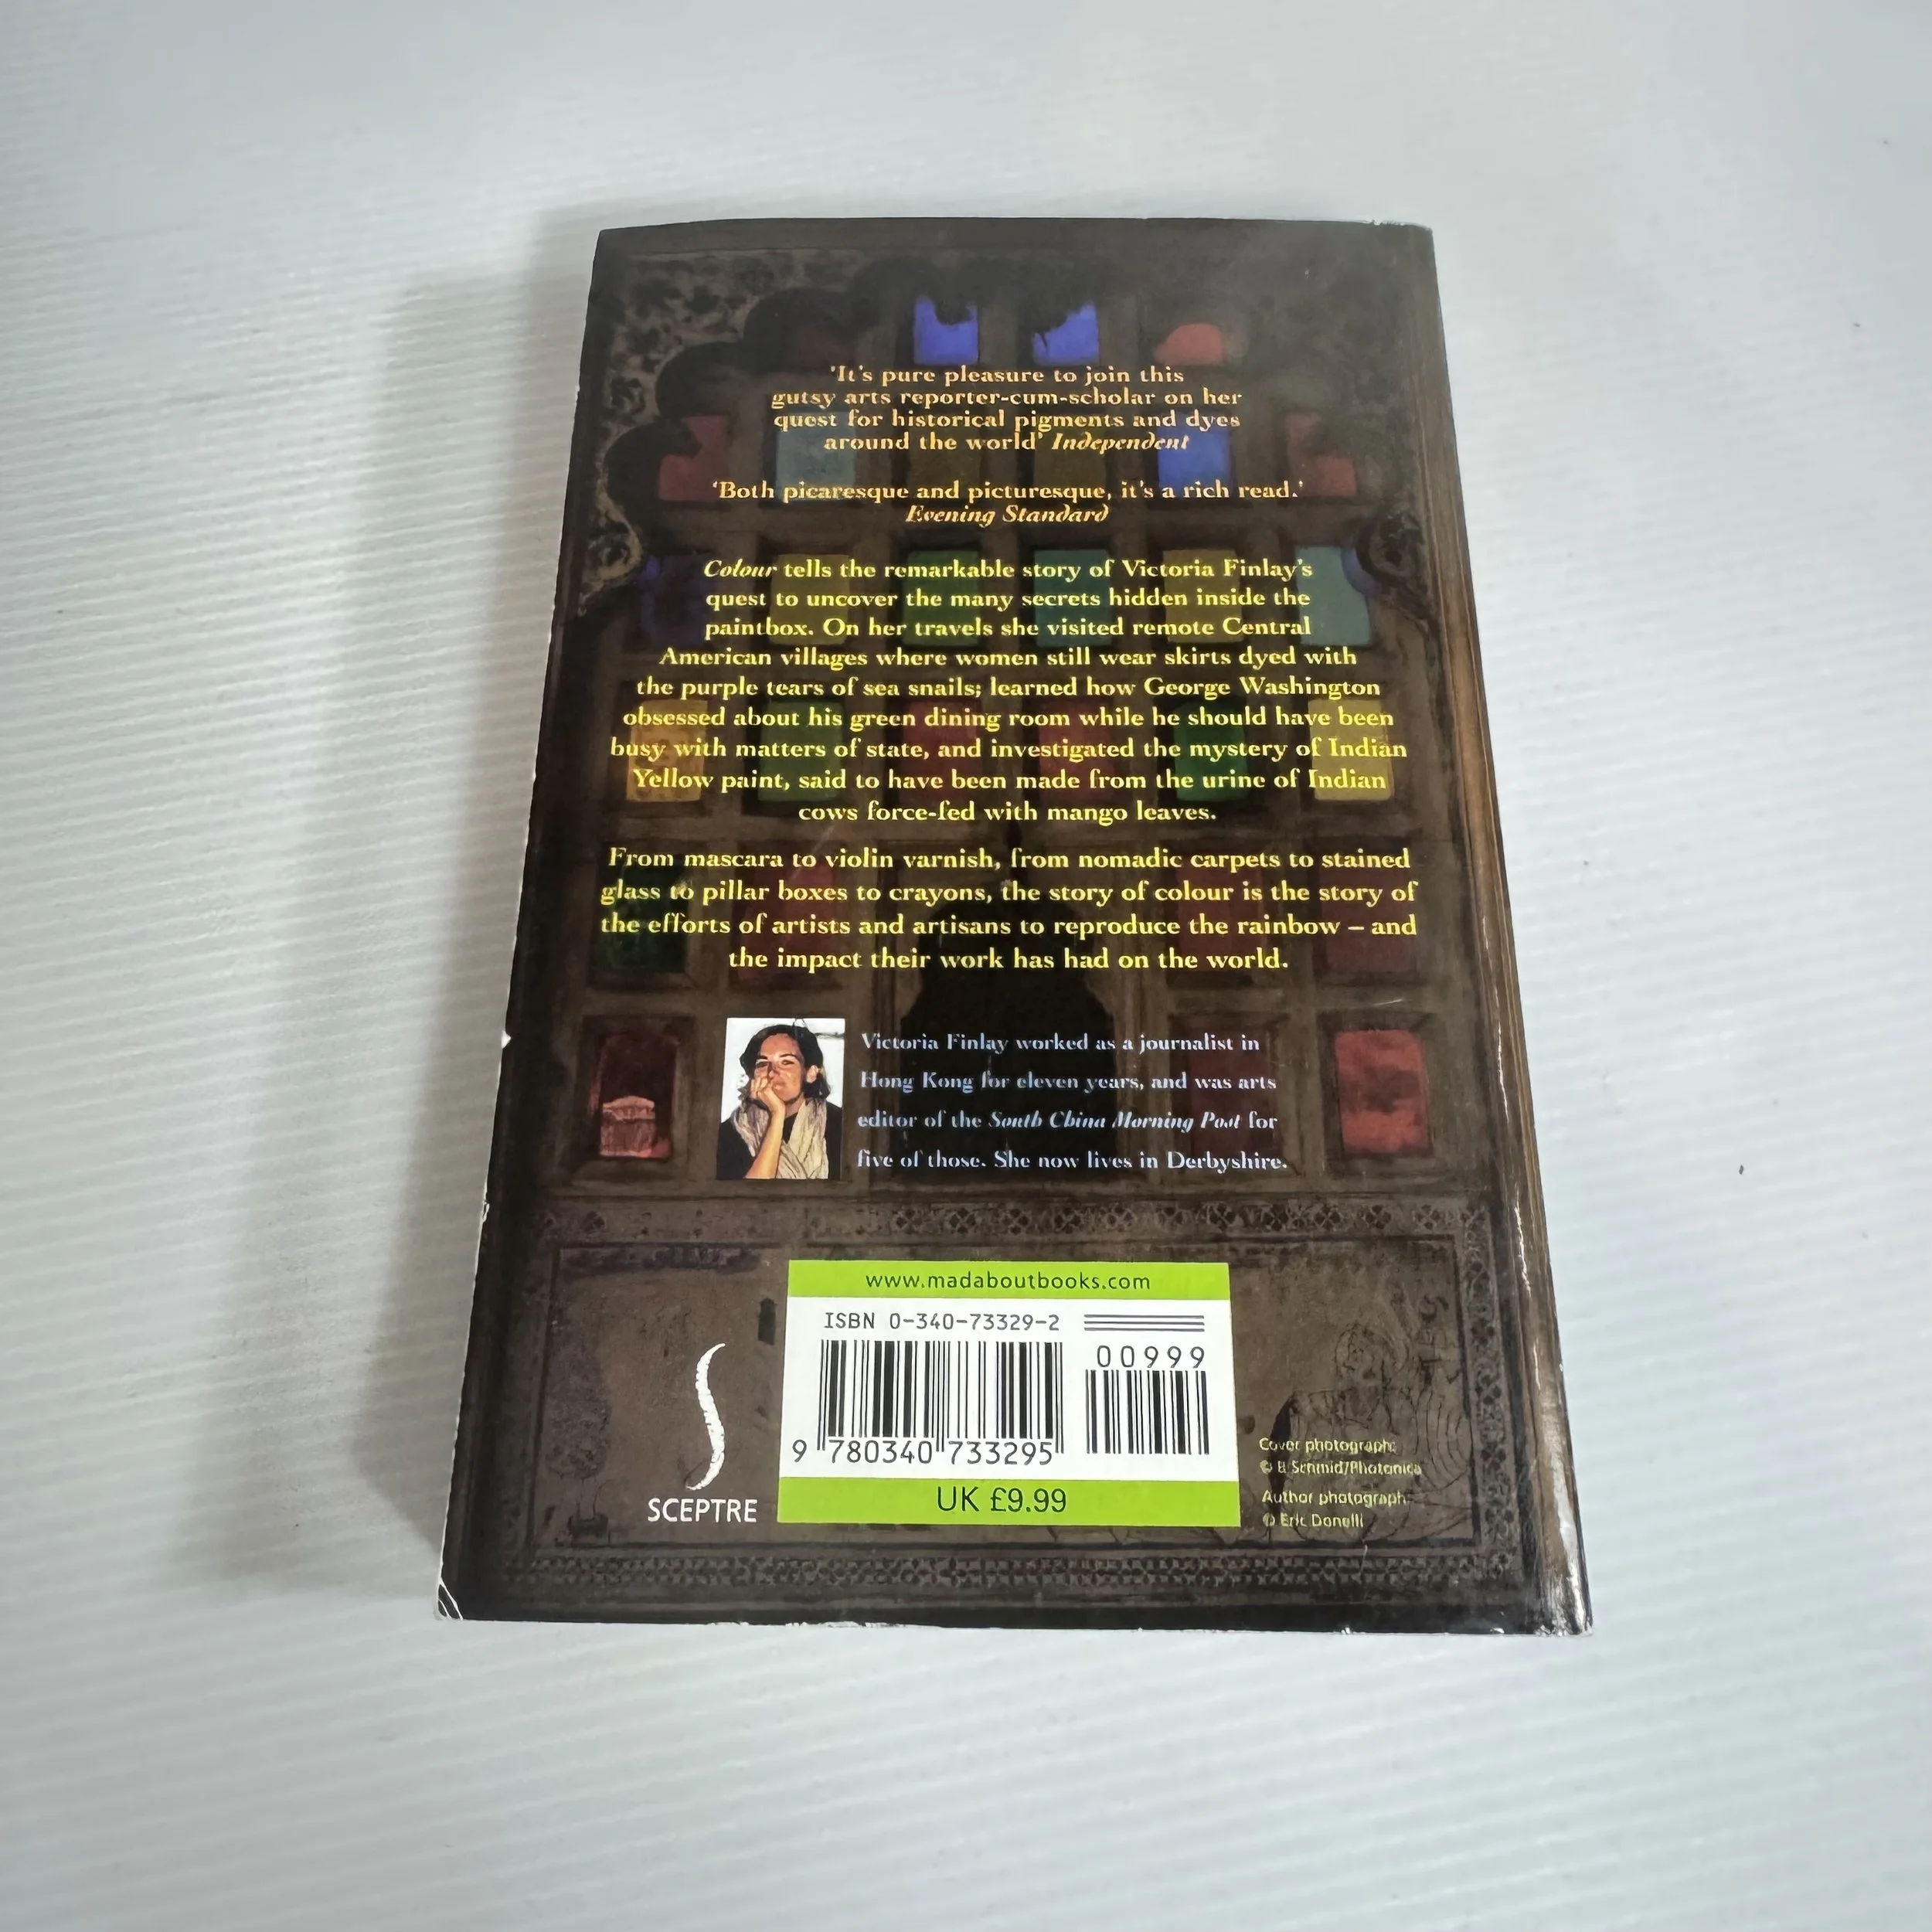 'It's pure pleasure to join this
gutsy arts reporter-cum-scholar on her
quest for historical pigments and dyes
around the world' Independent
'Both picaresque and picturesque, it's a rich read.'
Evening Standard
Colour tells the remarkable story of Victoria Finlay's
quest to uncover the many secrets hidden inside the
paintbox. On her travels she visited remote Central
American villages where women still wear skirts dyed with
the purple tears of sea snails; learned how George Washington
obsessed about his green dining room while he should have been
busy with matters of state, and investigated the mystery of Indian
Yellow paint, said to have been made from the urine of Indian
cows force-fed with mango leaves.
From mascara to violin varnish, from nomadic carpets to stained
glass to pillar boxes to crayons, the story of colour is the story of
the efforts of artists and artisans to reproduce the rainbow – and
the impact their work has had on the world.
Victoria Finlay worked as a journalist in
Hong Kong for eleven years, and was arts
editor of the South China Morning Post for
five of those. She now lives in Derbyshire.
www.madaboutbooks.com
ISBN 0-340-73329-2
00999
9 780340 733295
UK £9.99
SCEPTRE
Cover photograph:
© B Schmid/Photonica
Author photograph:
© Eric Donelli